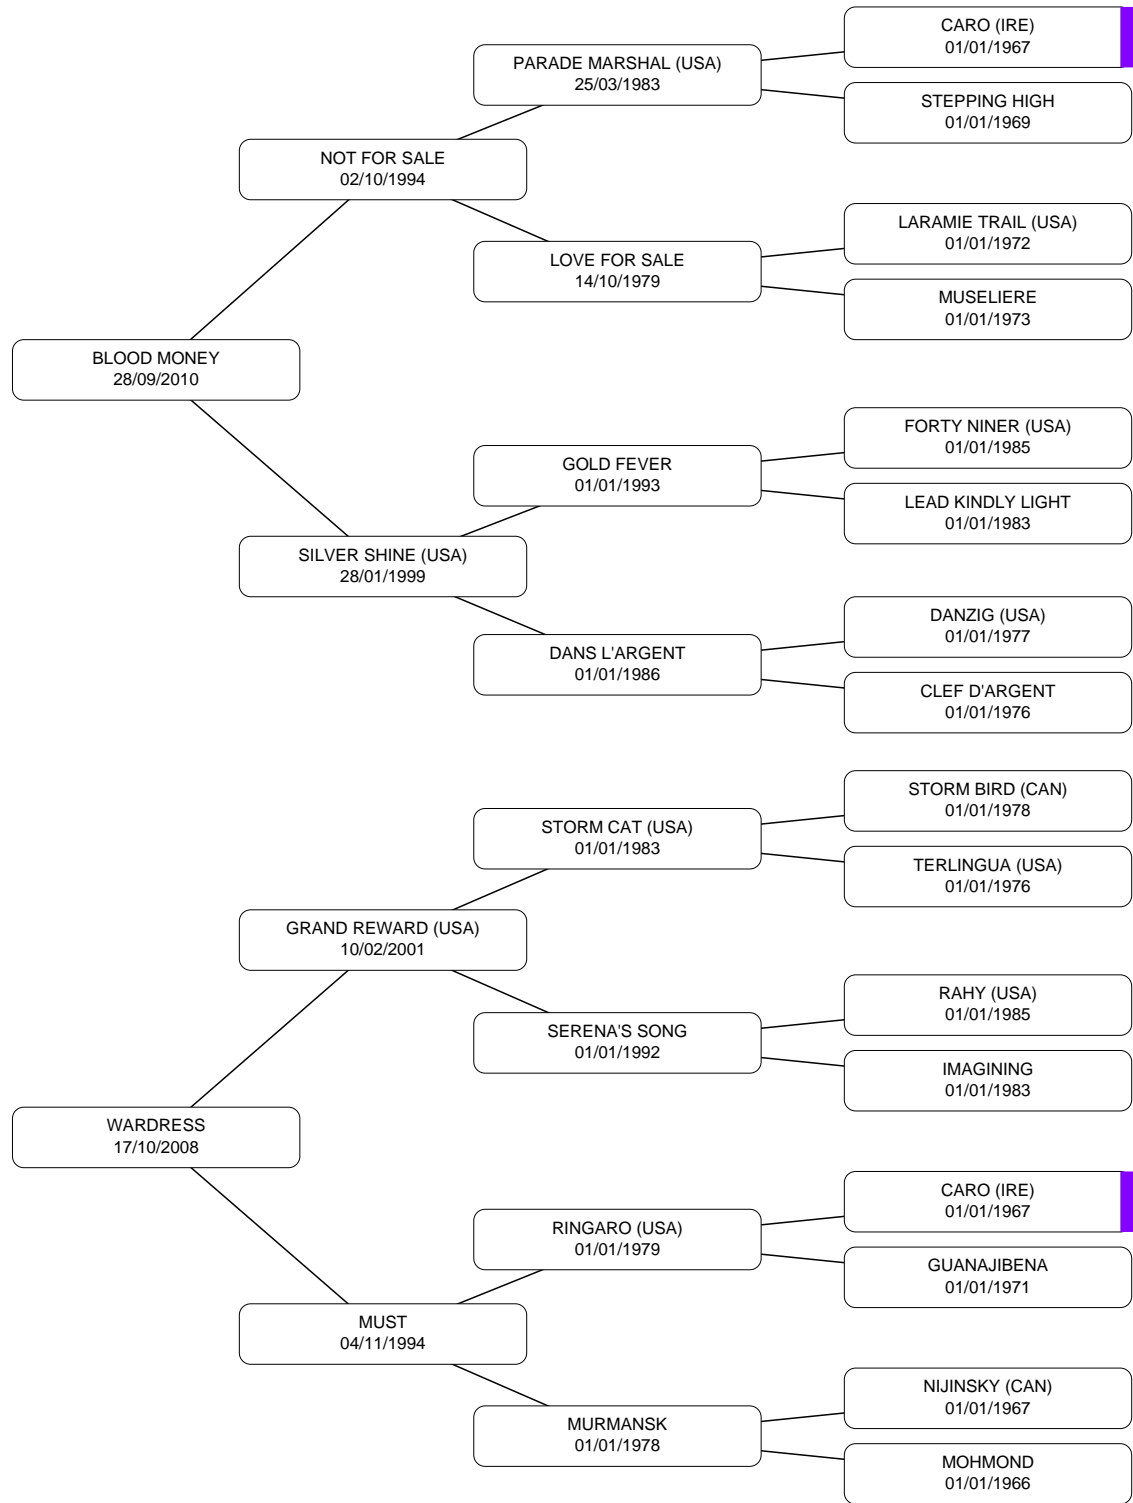 CARO (IRE)
01/01/1967
PARADE MARSHAL (USA)
25/03/1983
STEPPING HIGH
01/01/1969
NOT FOR SALE
02/10/1994
LARAMIE TRAIL (USA)
01/01/1972
LOVE FOR SALE
14/10/1979
MUSELIERE
01/01/1973
BLOOD MONEY
28/09/2010
FORTY NINER (USA)
01/01/1985
GOLD FEVER
01/01/1993
LEAD KINDLY LIGHT
01/01/1983
SILVER SHINE (USA)
28/01/1999
DANZIG (USA)
01/01/1977
DANS L'ARGENT
01/01/1986
CLEF D'ARGENT
01/01/1976
STORM BIRD (CAN)
01/01/1978
STORM CAT (USA)
01/01/1983
TERLINGUA (USA)
01/01/1976
GRAND REWARD (USA)
10/02/2001
RAHY (USA)
01/01/1985
SERENA'S SONG
01/01/1992
IMAGINING
01/01/1983
WARDRESS
17/10/2008
CARO (IRE)
01/01/1967
RINGARO (USA)
01/01/1979
GUANAJIBENA
01/01/1971
MUST
04/11/1994
NIJINSKY (CAN)
01/01/1967
MURMANSK
01/01/1978
MOHMOND
01/01/1966